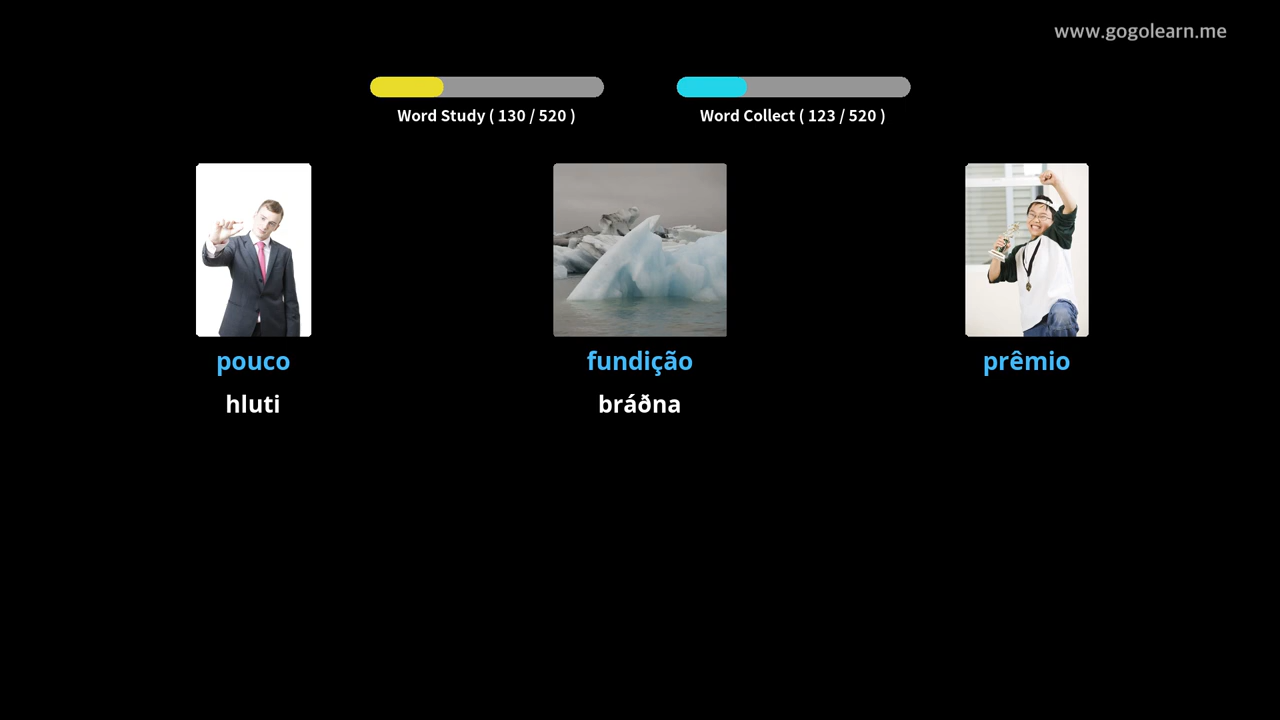 www.gogolearn.me
Word Study ( 130 / 520 )
Word Collect ( 123 / 520 )
pouco
fundição
prêmio
hluti
bráðna